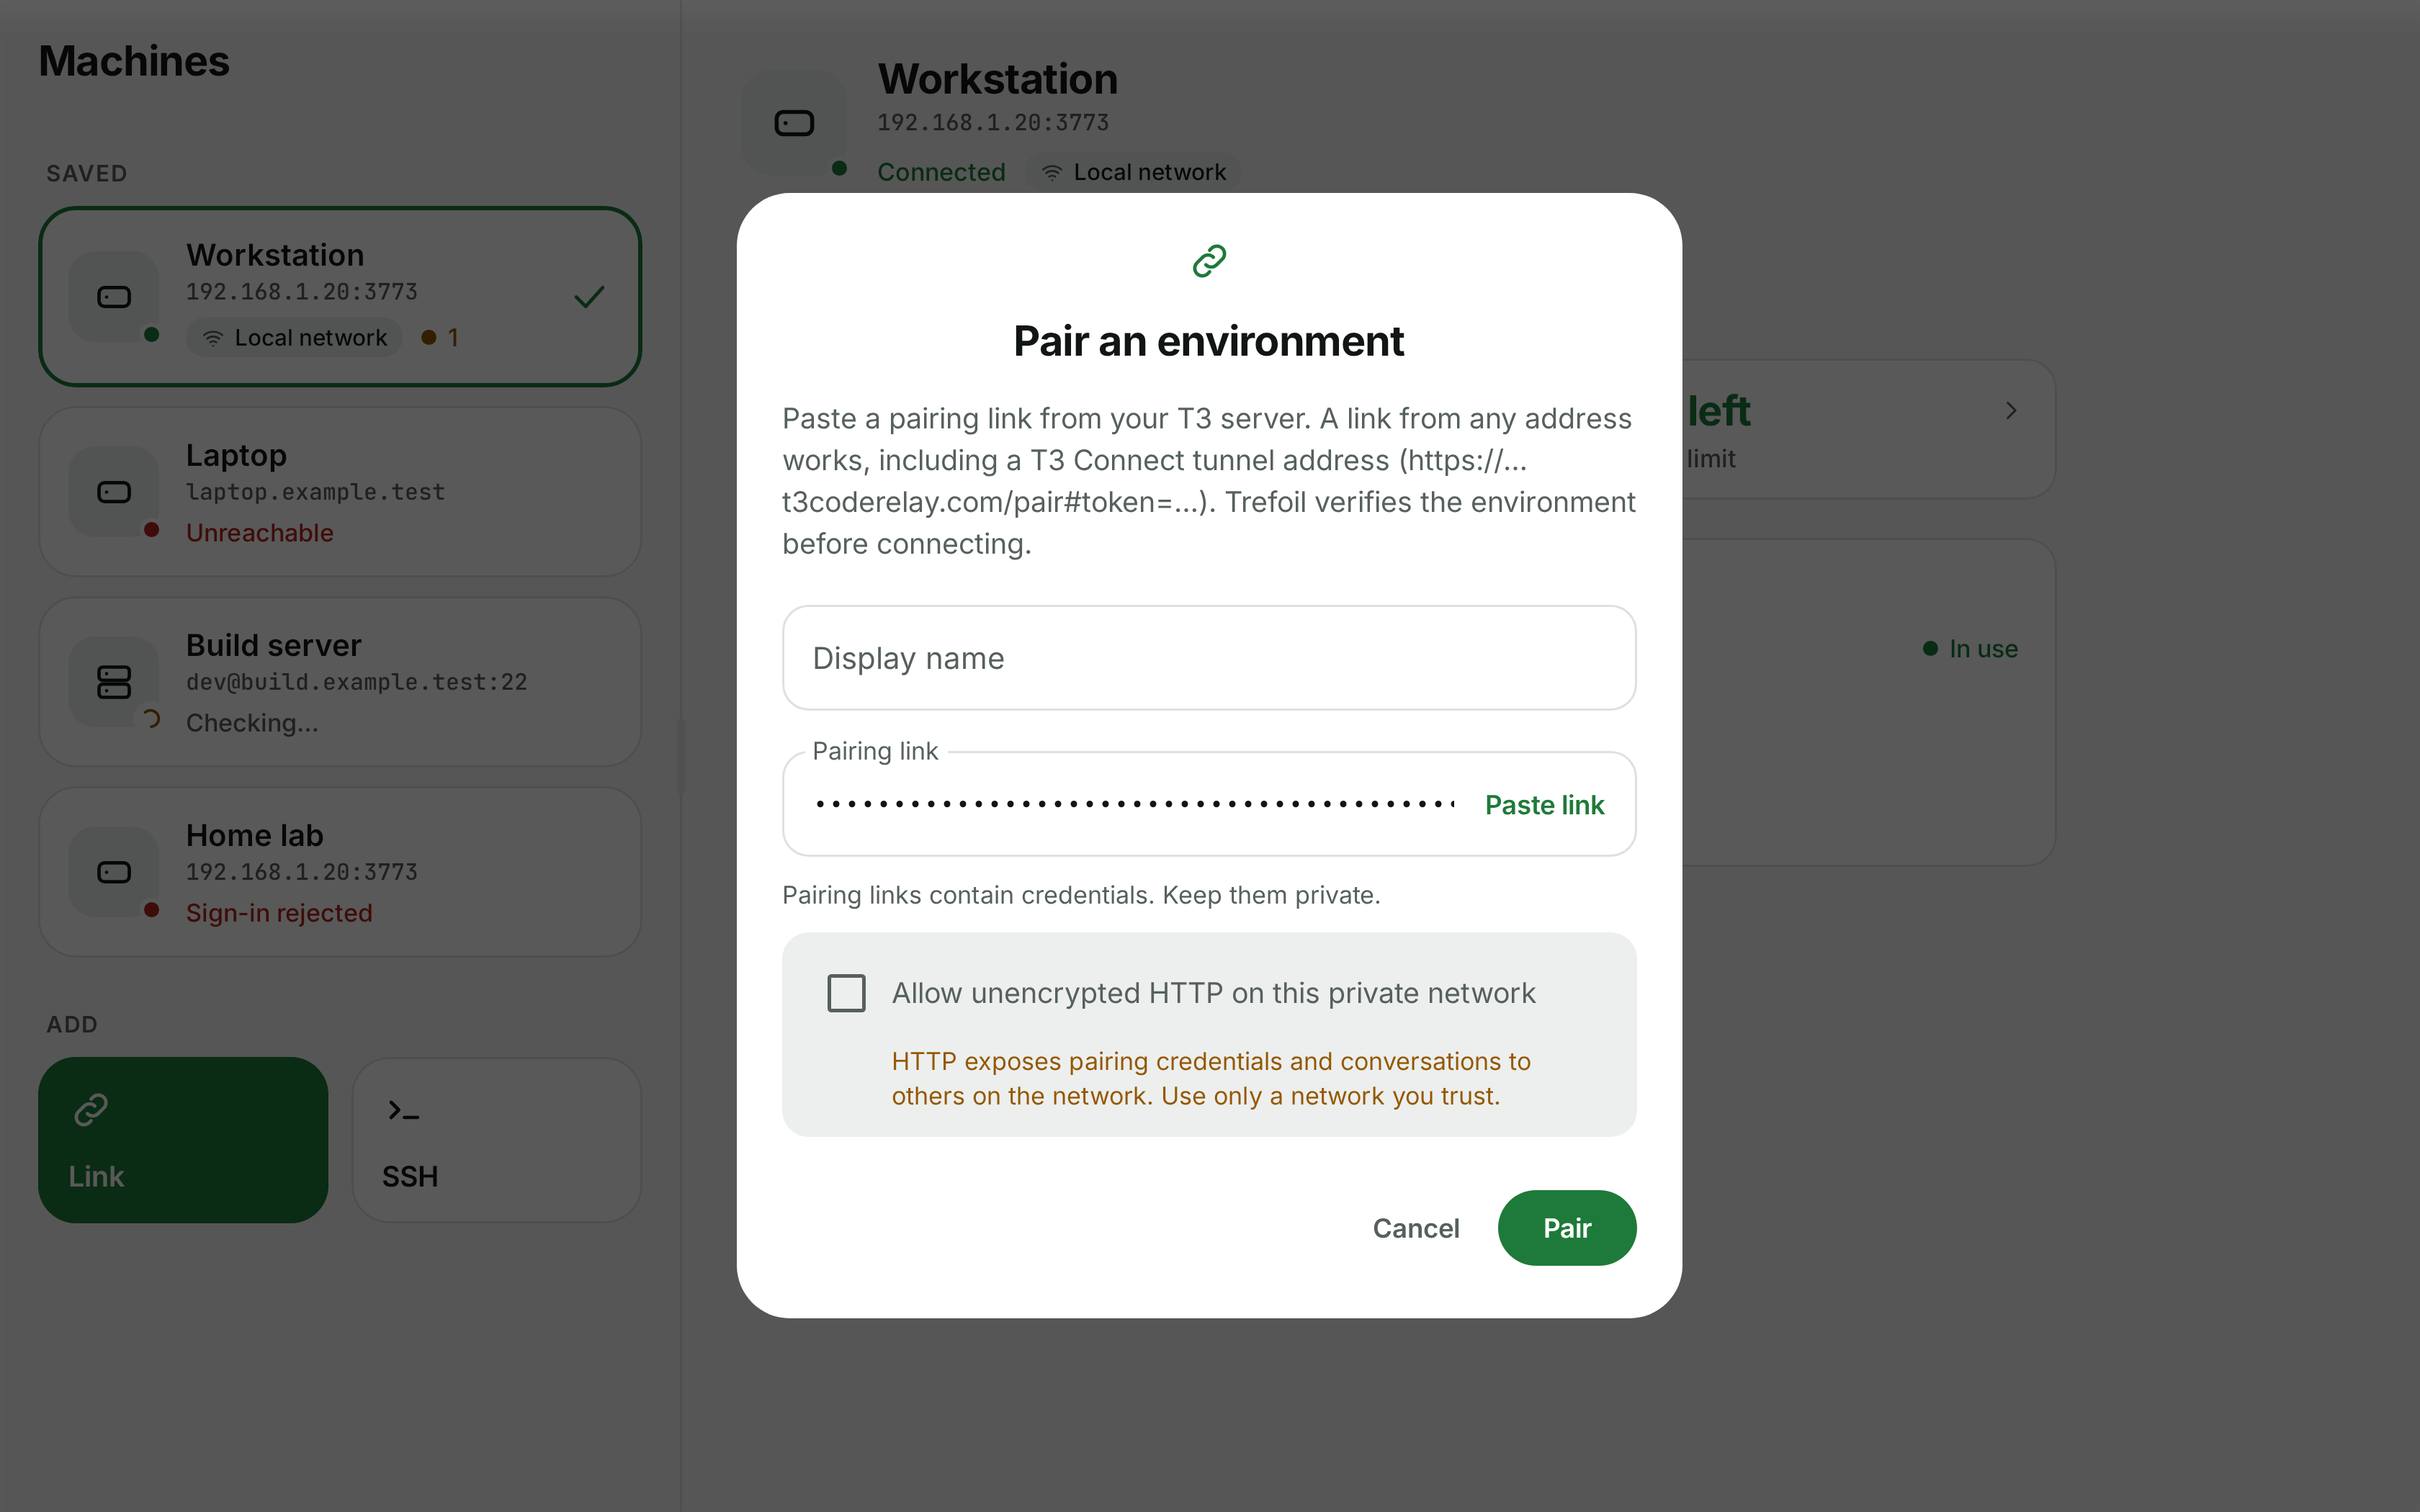 Machines
SAVED
Workstation
192.168.1.20:3773
Local network
1
Laptop
laptop.example.test
Unreachable
Build server
dev@build.example.test:22
Checking...
Home lab
192.168.1.20:3773
Sign-in rejected
ADD
Link
SSH
Workstation
192.168.1.20:3773
Connected
Local network
left
limit
In use
Pair an environment
Paste a pairing link from your T3 server. A link from any address
works, including a T3 Connect tunnel address (https://...
t3coderelay.com/pair#token=...). Trefoil verifies the environment
before connecting.
Display name
Pairing link
Paste link
Pairing links contain credentials. Keep them private.
Allow unencrypted HTTP on this private network
HTTP exposes pairing credentials and conversations to
others on the network. Use only a network you trust.
Cancel
Pair